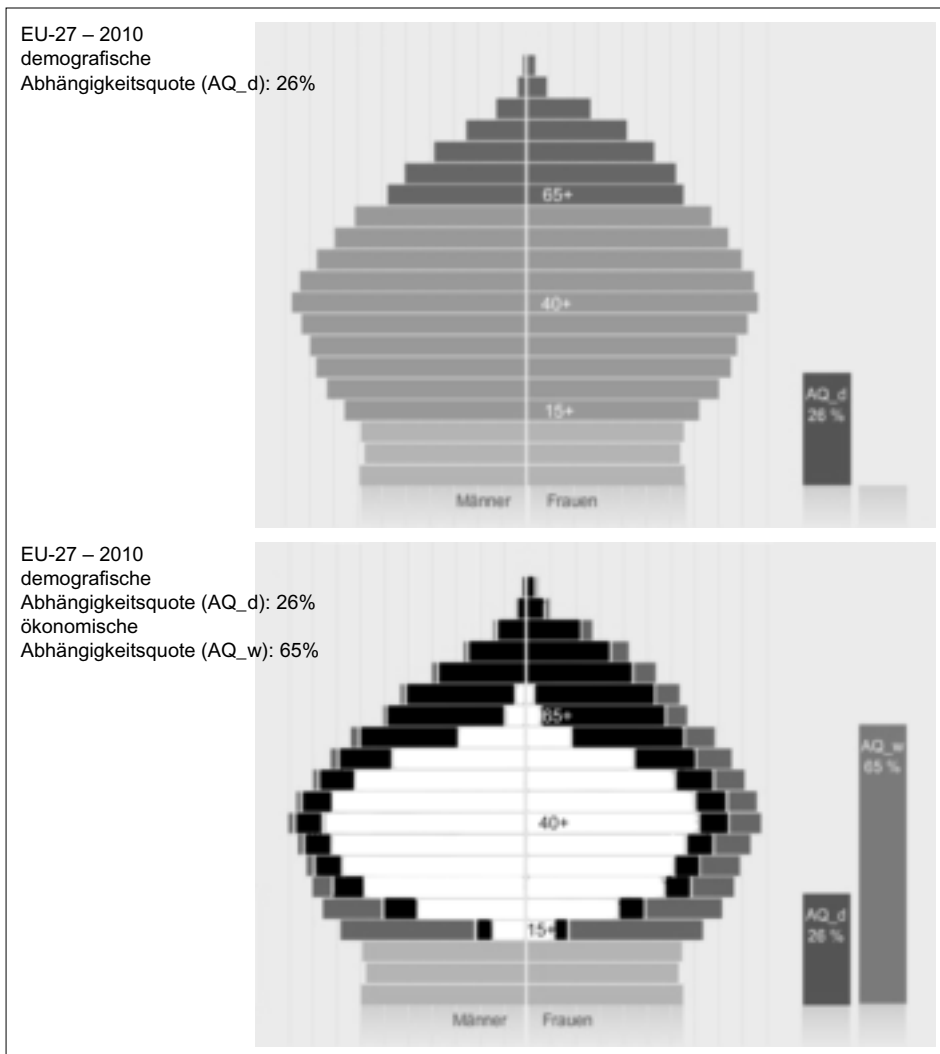 EU-27 – 2010
demografische
Abhängigkeitsquote (AQ_d): 26%
65+
40+
AQ_d
26 %
15+
Männer Frauen
EU-27 – 2010
demografische
Abhängigkeitsquote (AQ_d): 26%
ökonomische
Abhängigkeitsquote (AQ_w): 65%
65+
AQ_w
65 %
40+
AQ_d
26 %
15+
Männer Frauen